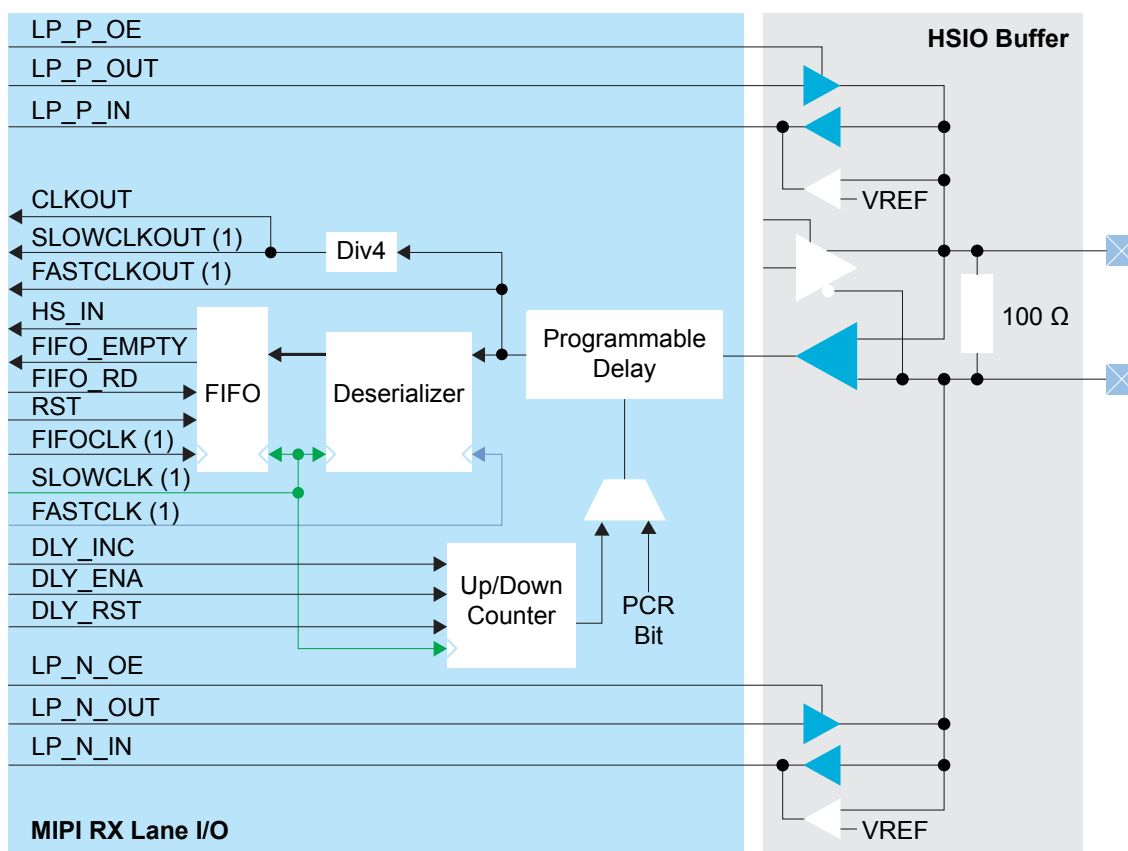 LP_P_OE
HSIO Buffer
LP_P_OUT
LP_P_IN
VREF
CLKOUT
SLOWCLKOUT (1)
Div4
FASTCLKOUT (1)
HS_IN
FIFO_EMPTY
FIFO_RD
RST
FIFOCLK (1)
SLOWCLK (1)
FASTCLK (1)
FIFO
Deserializer
Programmable
Delay
100 Ω
DLY_INC
DLY_ENA
DLY_RST
Up/Down
Counter
PCR
Bit
LP_N_OE
LP_N_OUT
LP_N_IN
VREF
MIPI RX Lane I/O